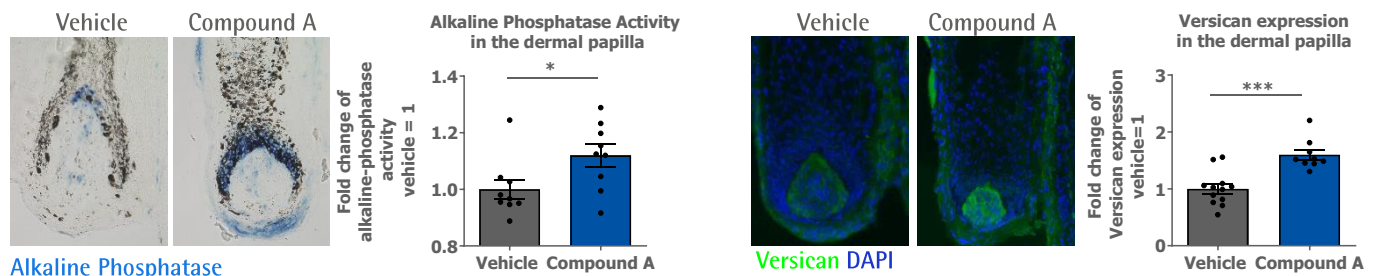 Vehicle
Compound A
Alkaline Phosphatase
Alkaline Phosphatase Activity
in the dermal papilla
Fold change of
alkaline-phosphatase
activity
vehicle = 1
1.4
1.2
1.0
0.8
*
Vehicle
Compound A
Vehicle
Compound A
Versican DAPI
Versican expression
in the dermal papilla
Fold change of
Versican expression
vehicle=1
3
2
1
0
***
Vehicle
Compound A